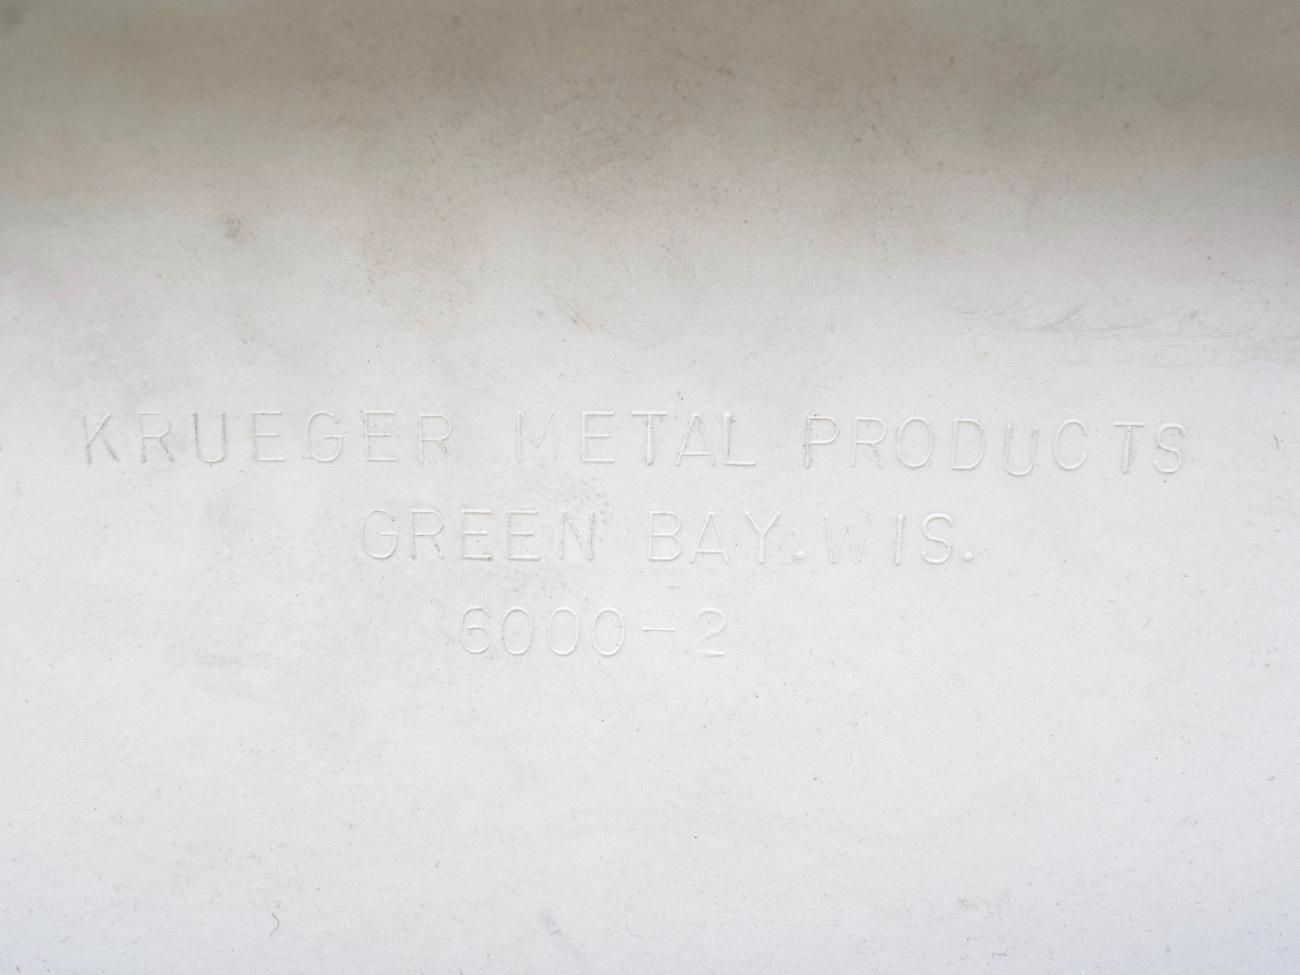 KRUEGER METAL PRODUCTS
GREEN BAY. WIS.
6000-2